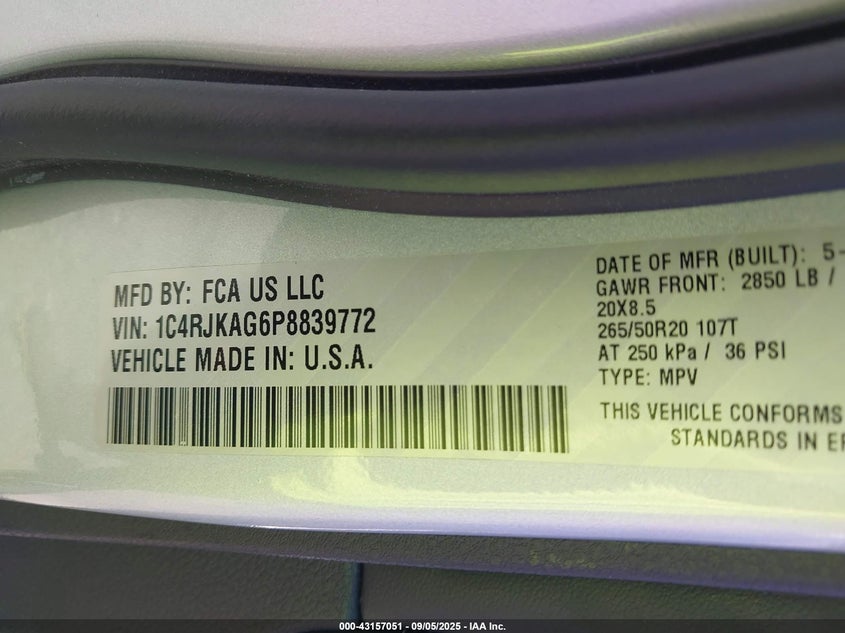 MFD BY: FCA US LLC
VIN: 1C4RJKAG6P8839772
VEHICLE MADE IN: U.S.A.
DATE OF MFR (BUILT): 5-
GAWR FRONT: 2850 LB /
20X8.5
265/50R20 107T
AT 250 kPa / 36 PSI
TYPE: MPV
THIS VEHICLE CONFORMS
STANDARDS IN
000-43157051 - 09/05/2025 - IAA Inc.